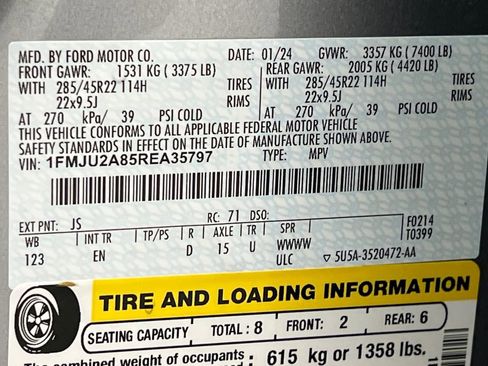 MFD. BY FORD MOTOR CO. DATE: 01/24 GVWR: 3357 KG (7400 LB)
FRONT GAWR: 1531 KG (3375 LB) REAR GAWR: 2005 KG (4420 LB)
WITH 285/45R22 114H TIRES WITH 285/45R22 114H TIRES
22x9.5J RIMS 22x9.5J RIMS
AT 270 kPa/ 39 PSI COLD AT 270 kPa/ 39 PSI COLD
THIS VEHICLE CONFORMS TO ALL APPLICABLE FEDERAL MOTOR VEHICLE
SAFETY STANDARDS IN EFFECT ON THE DATE OF MANUFACTURE SHOWN ABOVE.
VIN: 1FMJU2A85REA35797 TYPE: MPV
EXT PNT: JS RC: 71 DSO:
WB INT TR TP/PS R AXLE TR SPR F0214
T0399
123 EN D 15 U WWWW
ULC ▽ 5U5A-3520472-AA
TIRE AND LOADING INFORMATION
SEATING CAPACITY TOTAL: 8 FRONT: 2 REAR: 6
The combined weight of occupants 615 kg or 1358 lbs.